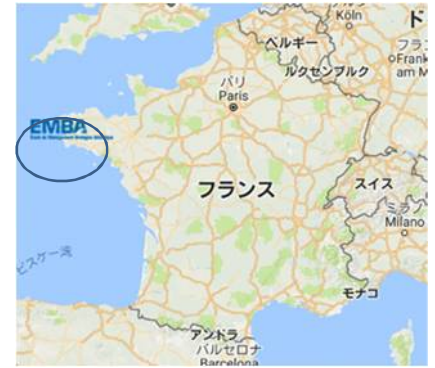 Köln
ド
ベルギー
フラン
Frank
am M
ルクセンブルク
パリ
Paris
EMBA
フランス
スイス
ミラノ
Milano
ビスケー湾
モナコ
アンドラ
バルセロナ
Barcelona